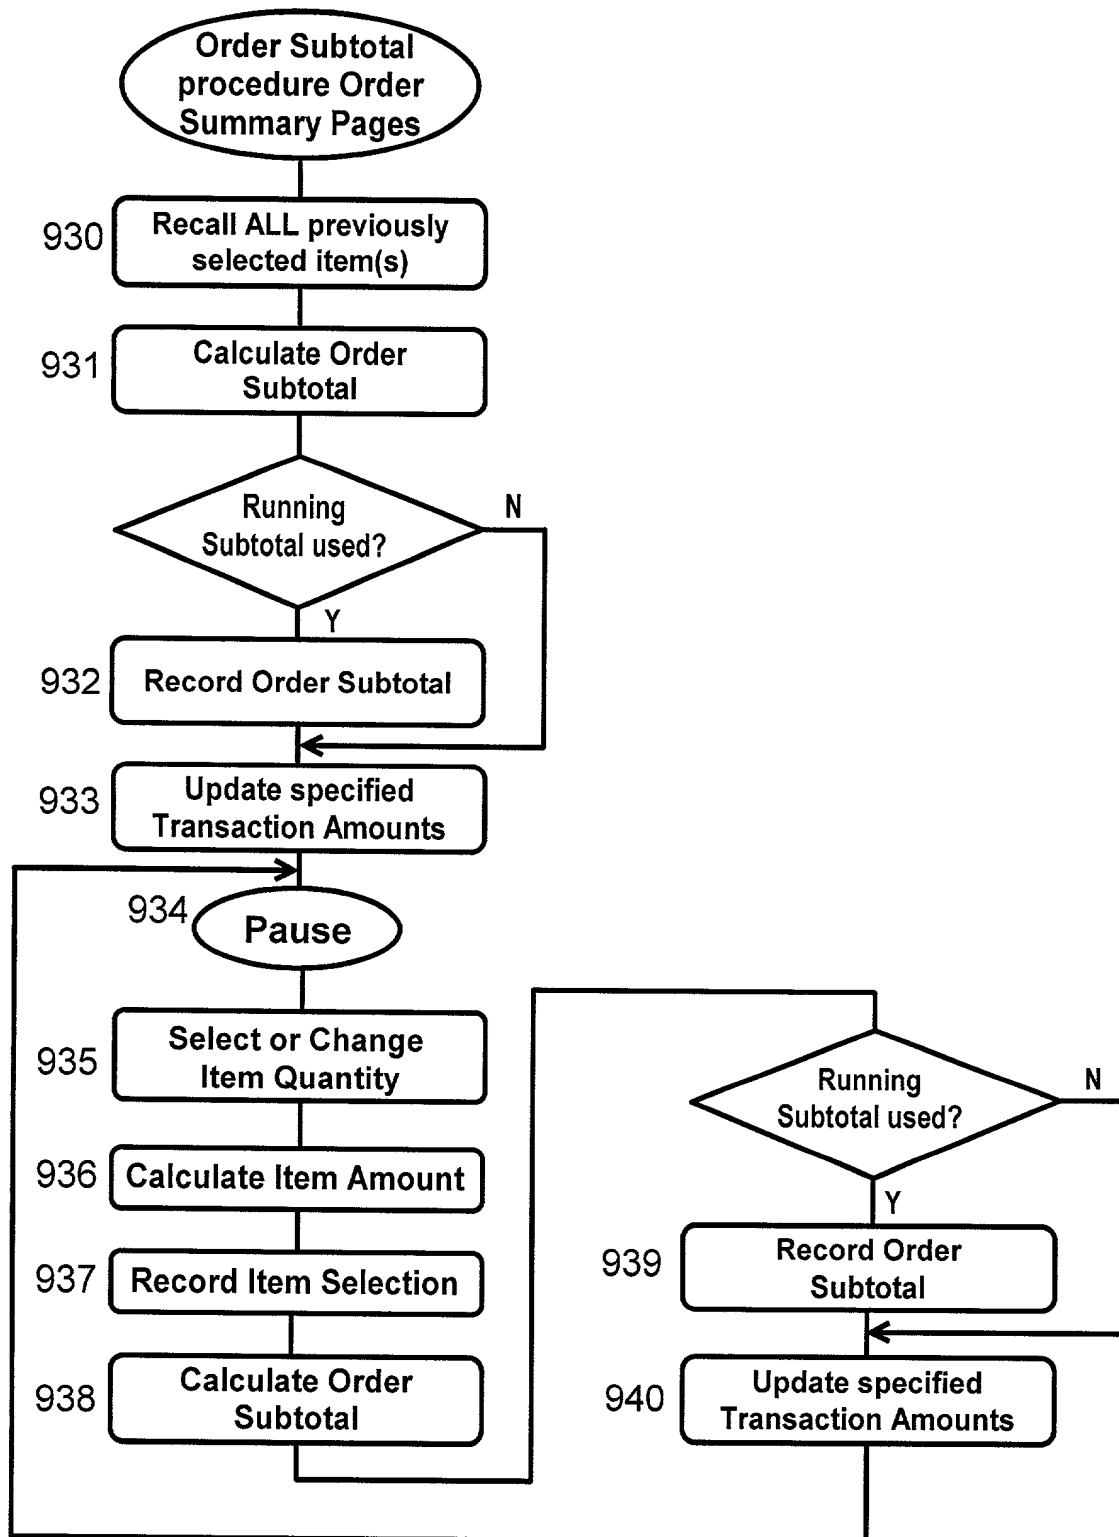 Order Subtotal
procedure Order
Summary Pages
930
Recall ALL previously
selected item(s)
931
Calculate Order
Subtotal
Running
Subtotal used?
N
Y
932
Record Order Subtotal
933
Update specified
Transaction Amounts
934
Pause
935
Select or Change
Item Quantity
936
Calculate Item Amount
937
Record Item Selection
938
Calculate Order
Subtotal
Running
Subtotal used?
N
Y
939
Record Order
Subtotal
940
Update specified
Transaction Amounts